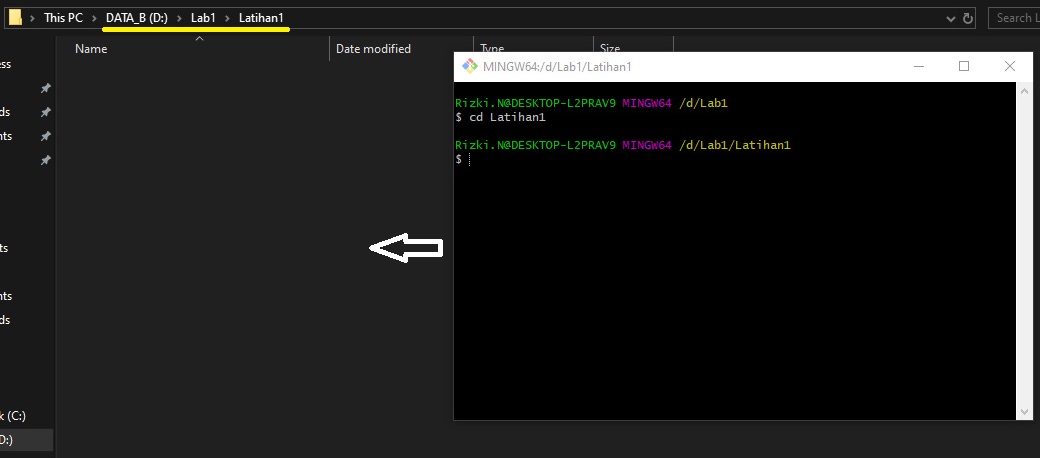 This PC > DATA_B (D:) > Lab1 > Latihan1
Search L
Name Date modified Type Size
ess
ds
nts
ts
nts
ds
k (C:)
D:)
MINGW64:/d/Lab1/Latihan1
Rizki.N@DESKTOP-L2PRAV9 MINGW64 /d/Lab1
$ cd Latihan1
Rizki.N@DESKTOP-L2PRAV9 MINGW64 /d/Lab1/Latihan1
$